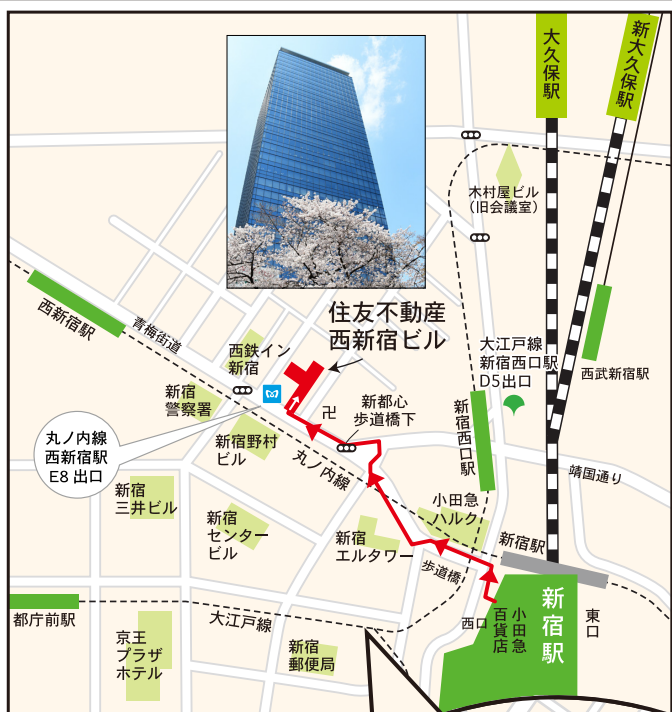 大久保駅
新大久保駅
木村屋ビル
（旧会議室）
西新宿駅
青梅街道
住友不動産
西新宿ビル
西鉄イン
新宿
大江戸線
新宿西口駅
D5出口
西武新宿駅
新宿
警察署
卍
新都心
歩道橋下
新宿西口駅
丸ノ内線
西新宿駅
E8 出口
新宿野村
ビル
丸ノ内線
靖国通り
新宿
三井ビル
新宿
センター
ビル
小田急
ハルク
新宿
エルタワー
新宿駅
歩道橋
都庁前駅
大江戸線
西口
小田急
百貨店
新宿駅
東口
京王
プラザ
ホテル
新宿
郵便局